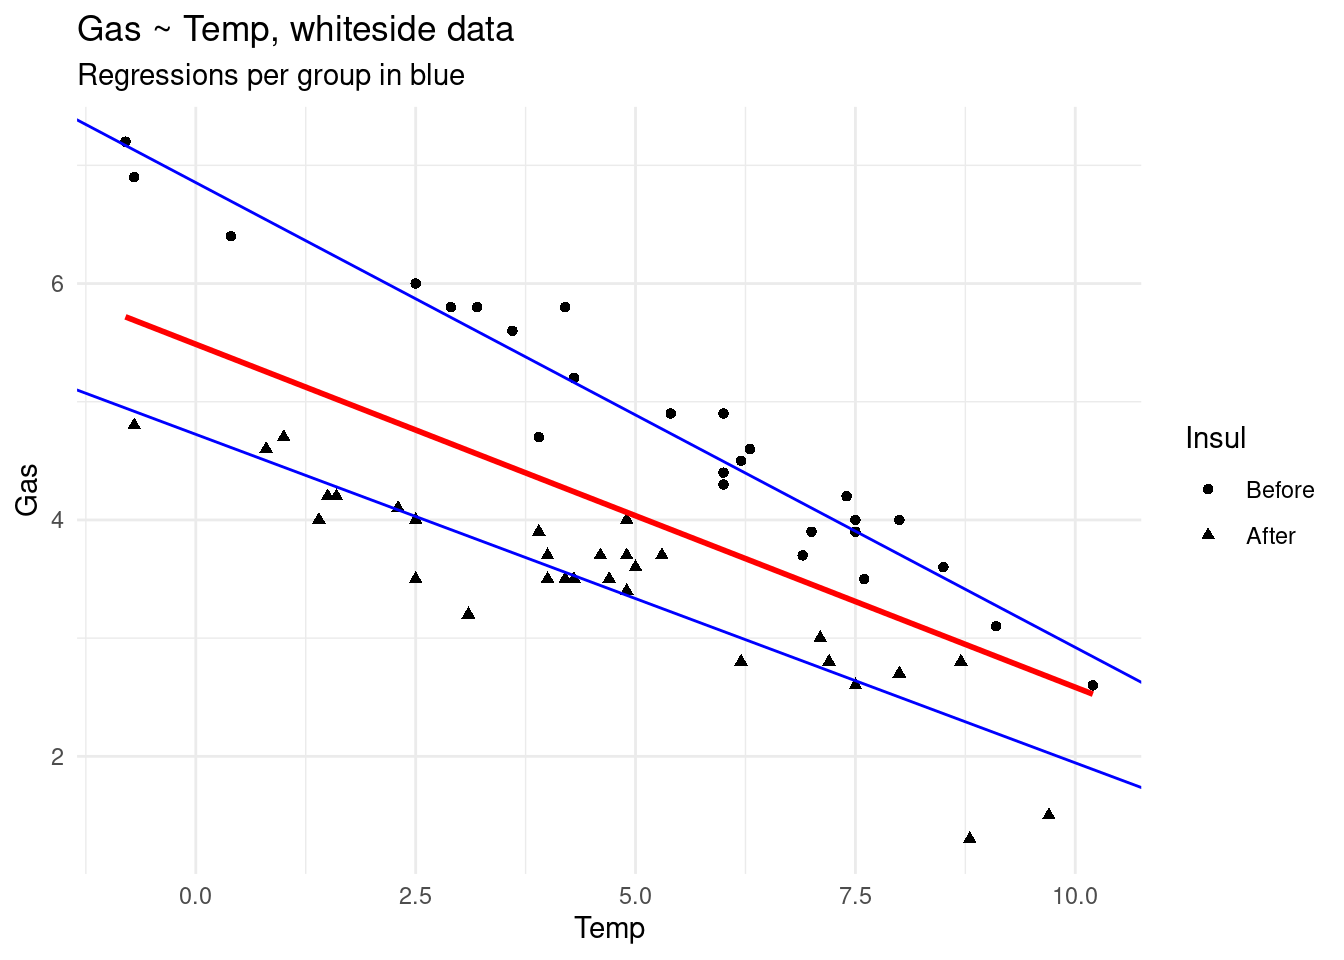 Gas ~ Temp, whiteside data
Regressions per group in blue
Gas
6
4
2
0.0 2.5 5.0 7.5 10.0
Temp
Insul
Before
After